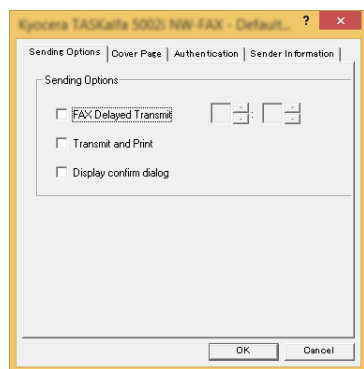 Kyocera TASKalfa 5002i NW-FAX - Default... ?
Sending Options Cover Page Authentication Sender Information
Sending Options
FAX Delayed Transmit :
Transmit and Print
Display confirm dialog
OK Cancel